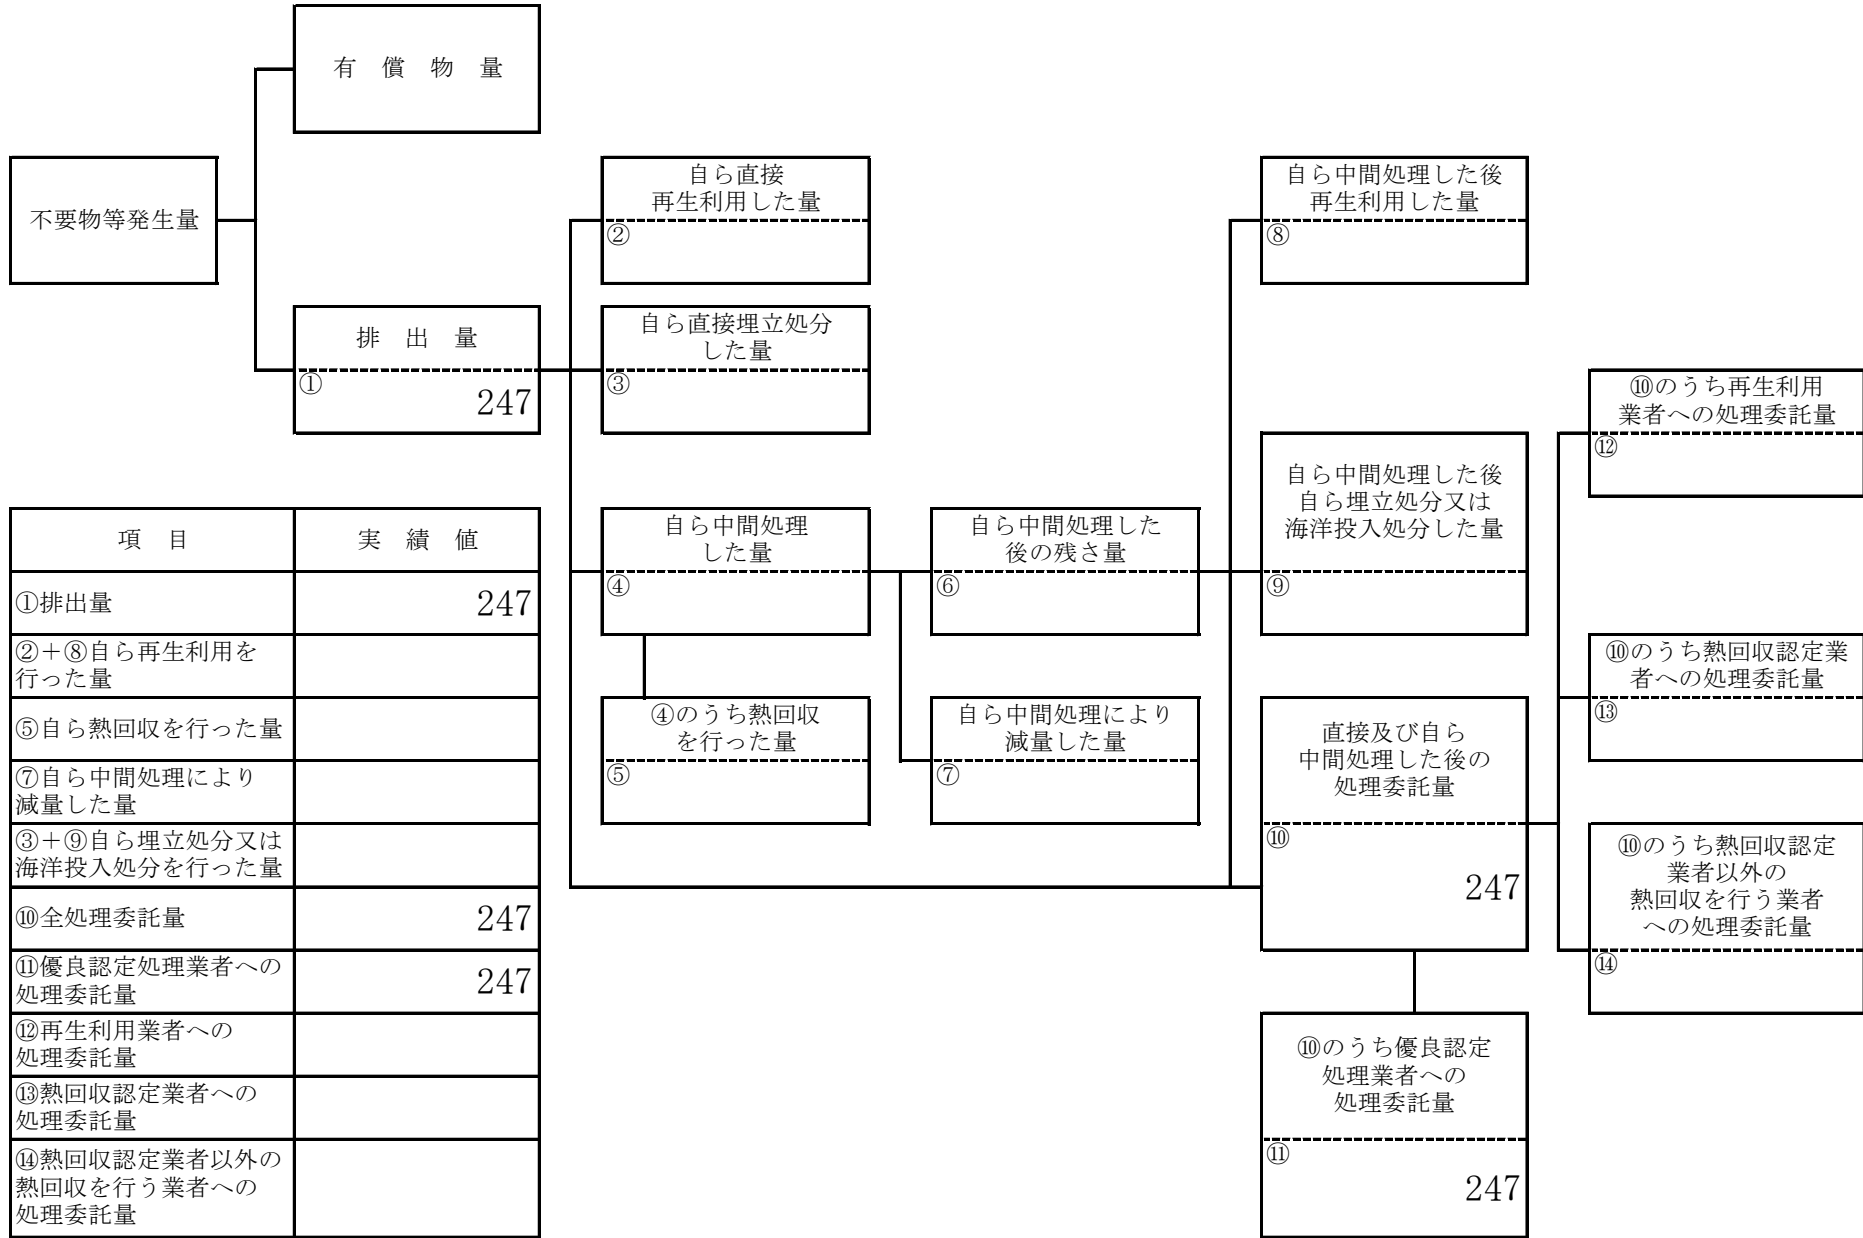 有 償 物 量
不要物等発生量
排 出 量
①
247
自ら直接
再生利用した量
②
自ら直接埋立処分
した量
③
自ら中間処理
した量
④
④のうち熱回収
を行った量
⑤
自ら中間処理した
後の残さ量
⑥
自ら中間処理により
減量した量
⑦
自ら中間処理した後
再生利用した量
⑧
自ら中間処理した後
自ら埋立処分又は
海洋投入処分した量
⑨
直接及び自ら
中間処理した後の
処理委託量
⑩
247
⑩のうち優良認定
処理業者への
処理委託量
⑪
247
⑩のうち再生利用
業者への処理委託量
⑫
⑩のうち熱回収認定業
者への処理委託量
⑬
⑩のうち熱回収認定
業者以外の
熱回収を行う業者
への処理委託量
⑭
項 目 実 績 値
①排出量 247
②＋⑧自ら再生利用を
行った量
⑤自ら熱回収を行った量
⑦自ら中間処理により
減量した量
③＋⑨自ら埋立処分又は
海洋投入処分を行った量
⑩全処理委託量 247
⑪優良認定処理業者への
処理委託量 247
⑫再生利用業者への
処理委託量
⑬熱回収認定業者への
処理委託量
⑭熱回収認定業者以外の
熱回収を行う業者への
処理委託量